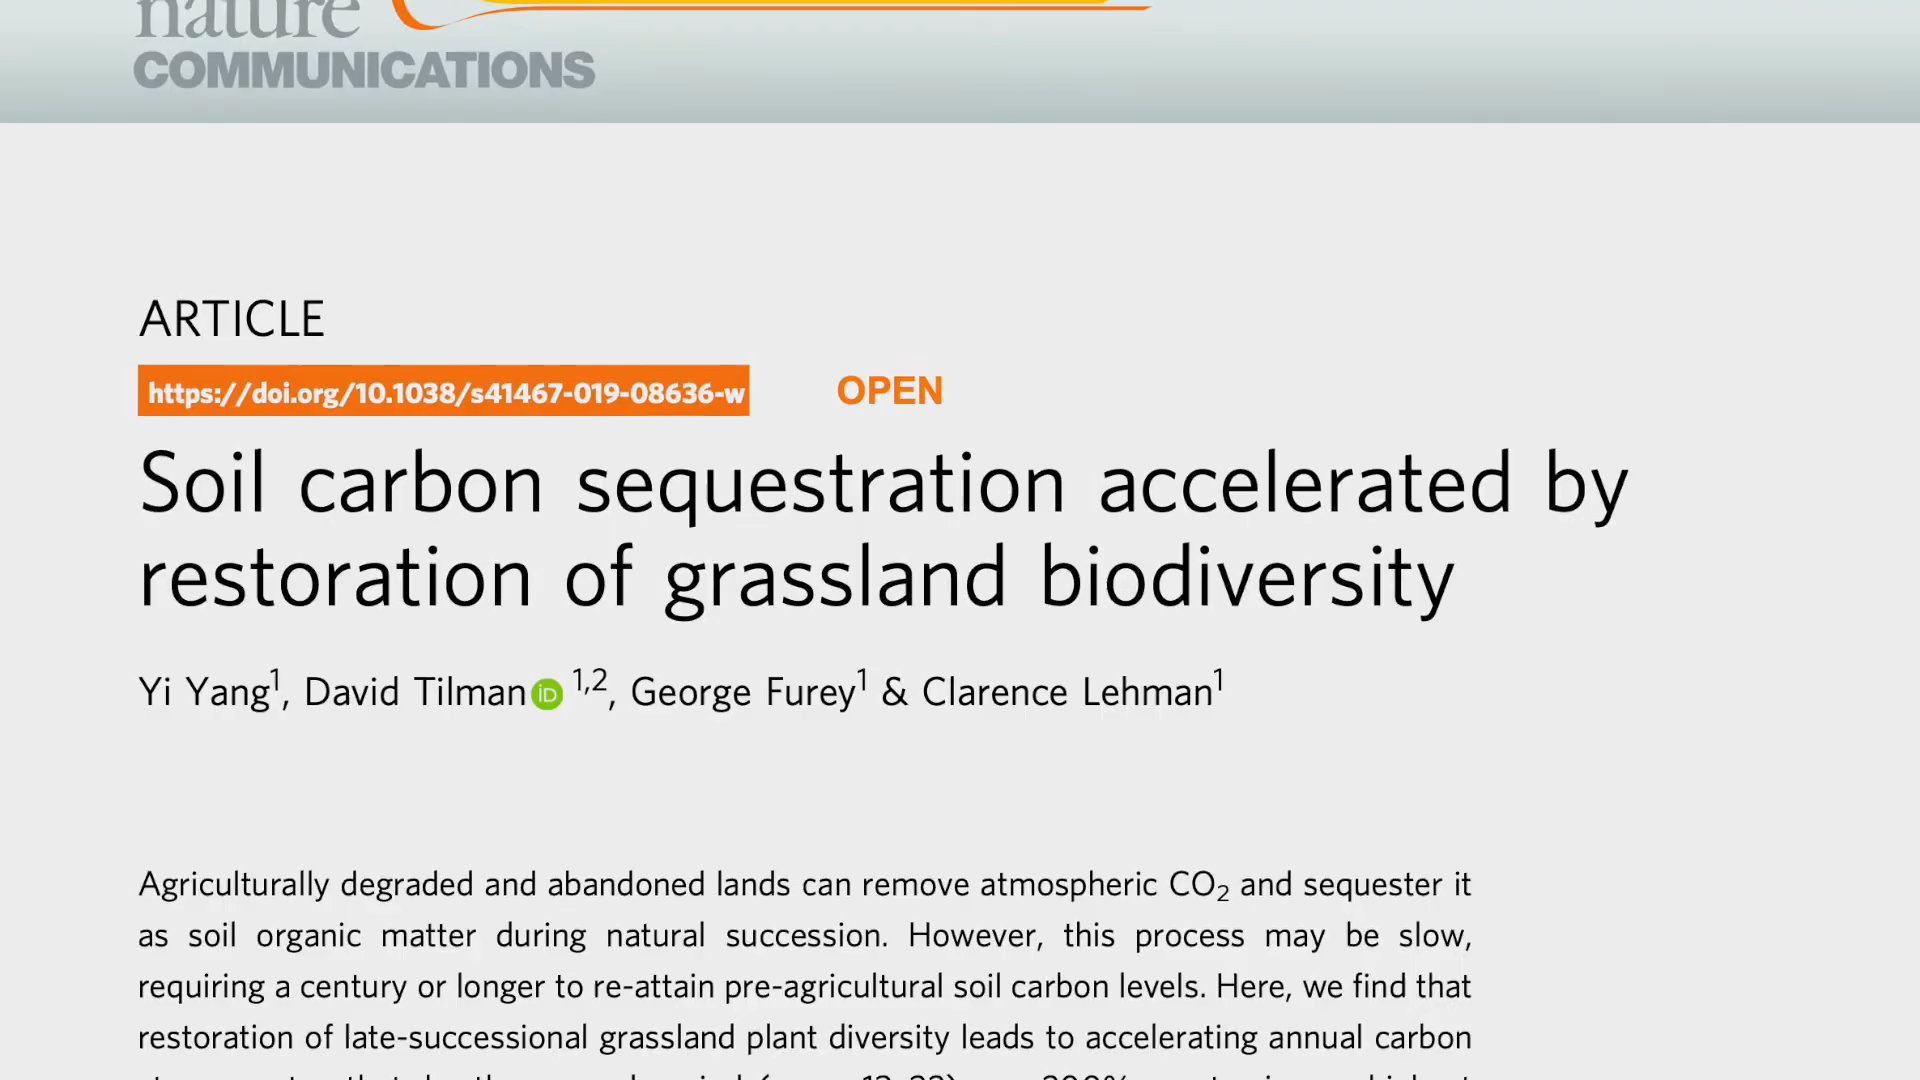 nature
COMMUNICATIONS
ARTICLE
https://doi.org/10.1038/s41467-019-08636-w OPEN
Soil carbon sequestration accelerated by
restoration of grassland biodiversity
Yi Yang1, David Tilman iD 1,2, George Furey1 & Clarence Lehman1
Agriculturally degraded and abandoned lands can remove atmospheric CO2 and sequester it
as soil organic matter during natural succession. However, this process may be slow,
requiring a century or longer to re-attain pre-agricultural soil carbon levels. Here, we find that
restoration of late-successional grassland plant diversity leads to accelerating annual carbon